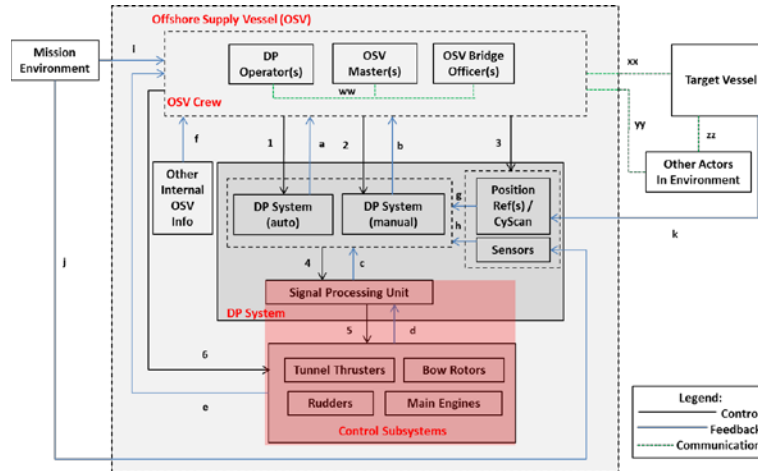 Offshore Supply Vessel (OSV)
Mission
Environment
i
DP
Operator(s)
OSV
Master(s)
OSV Bridge
Officer(s)
ww
OSV Crew
xx
Target Vessel
yy
zz
Other Actors
In Environment
f
1
a
2
b
3
Other
Internal
OSV
Info
DP System
(auto)
DP System
(manual)
g
h
Position
Ref(s) /
CyScan
Sensors
k
j
4
c
Signal Processing Unit
DP System
5
d
6
e
Tunnel Thrusters
Bow Rotors
Rudders
Main Engines
Control Subsystems
Legend:
Control
Feedback
Communication